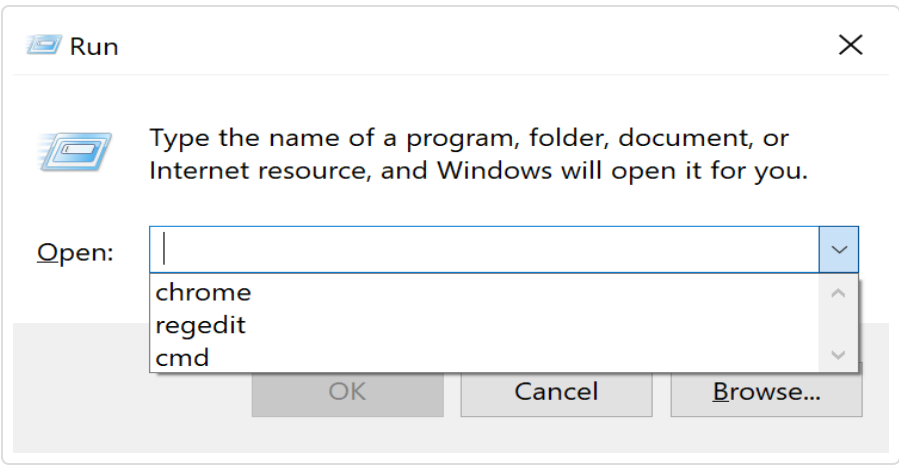 Run
Type the name of a program, folder, document, or
Internet resource, and Windows will open it for you.
Open:
chrome
regedit
cmd
OK
Cancel
Browse...